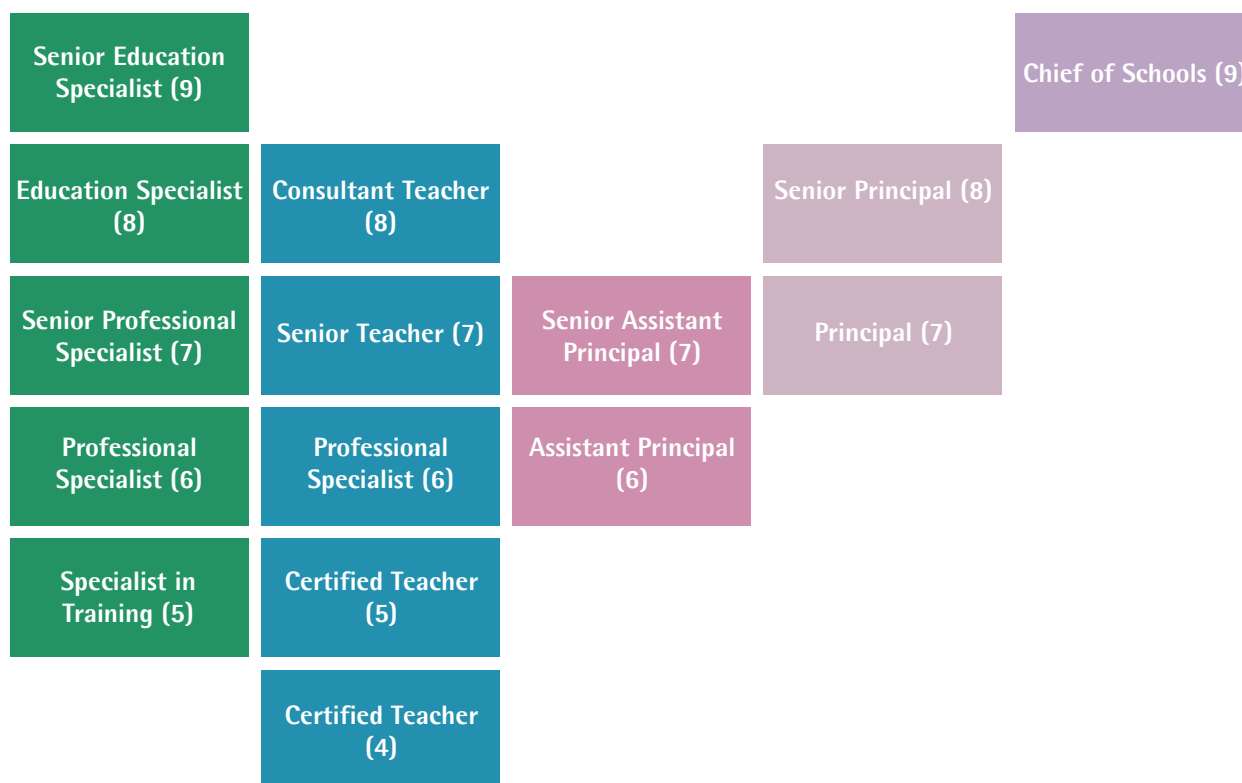 Senior Education
Specialist (9)
Chief of Schools (9)
Education Specialist
(8)
Consultant Teacher
(8)
Senior Principal (8)
Senior Professional
Specialist (7)
Senior Teacher (7)
Senior Assistant
Principal (7)
Principal (7)
Professional
Specialist (6)
Professional
Specialist (6)
Assistant Principal
(6)
Specialist in
Training (5)
Certified Teacher
(5)
Certified Teacher
(4)